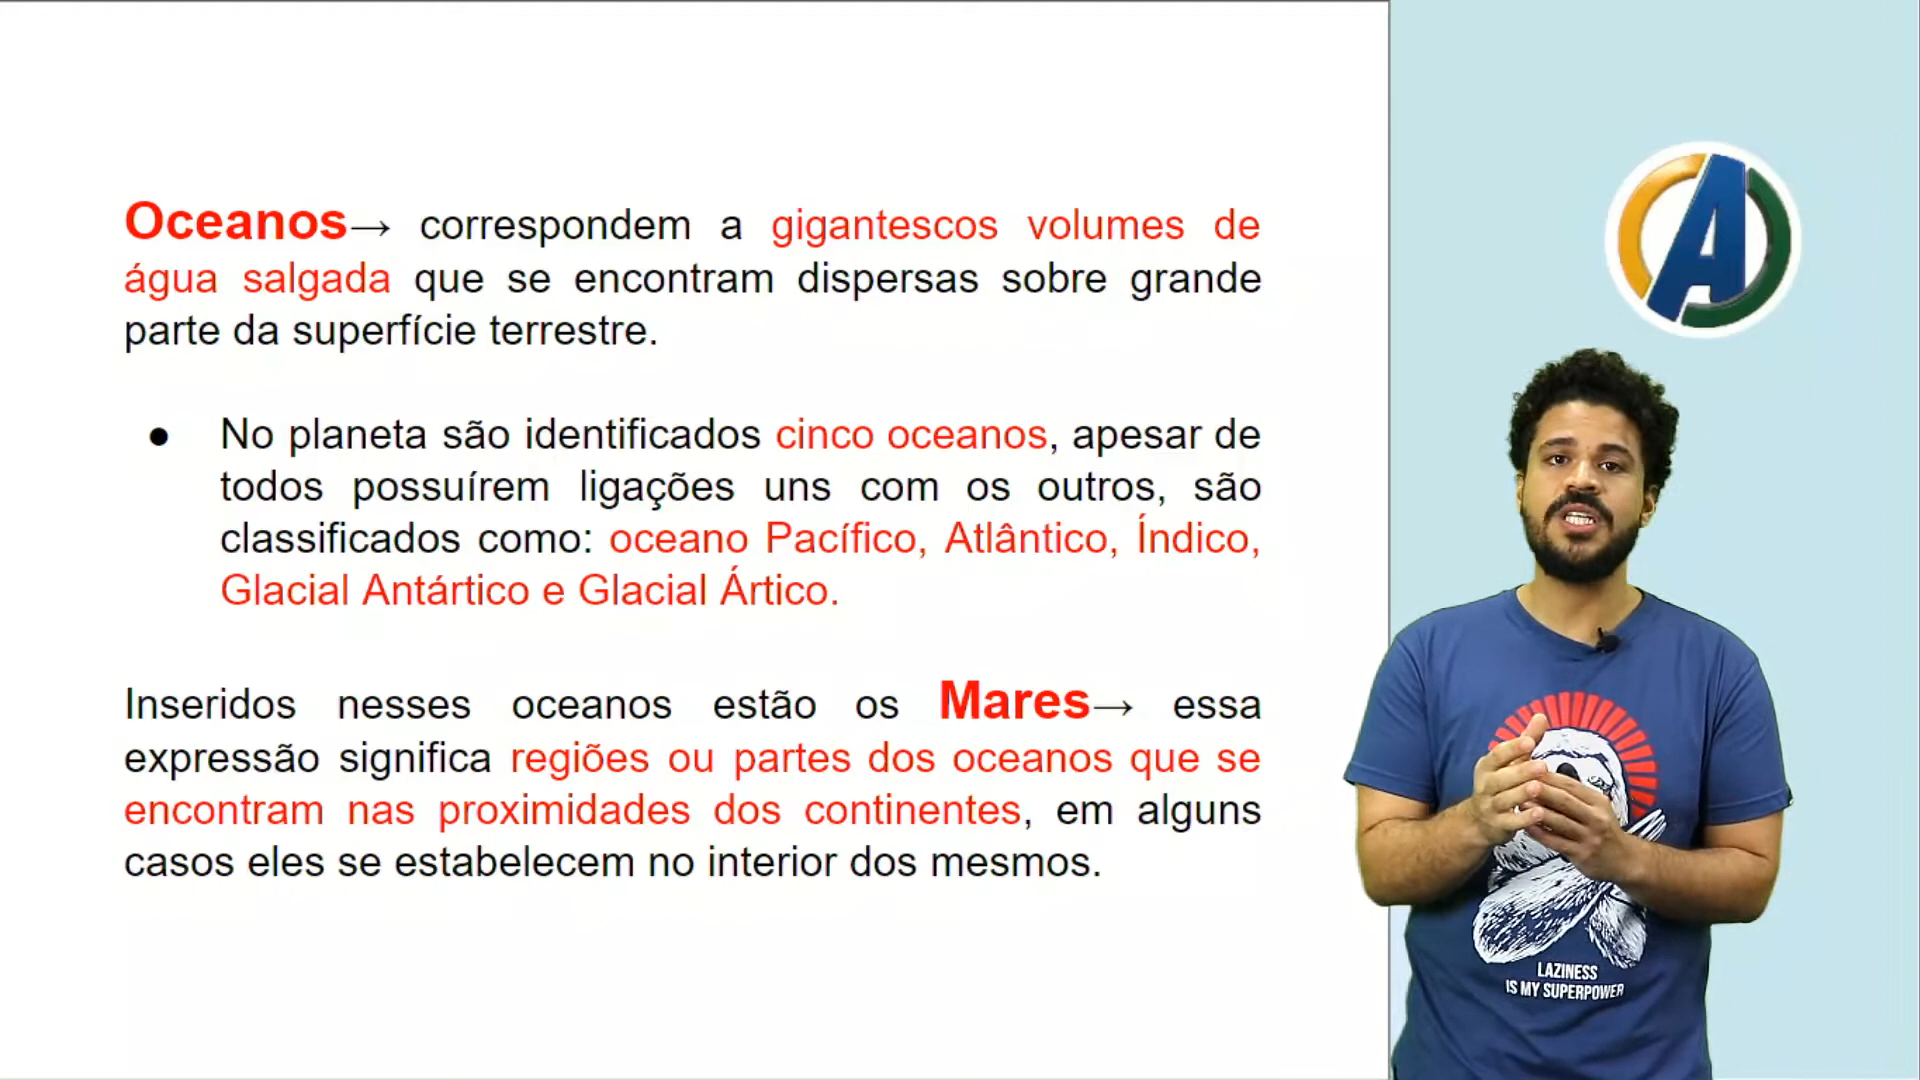 Oceanos→ correspondem a gigantescos volumes de
água salgada que se encontram dispersas sobre grande
parte da superfície terrestre.
● No planeta são identificados cinco oceanos, apesar de
todos possuírem ligações uns com os outros, são
classificados como: oceano Pacífico, Atlântico, Índico,
Glacial Antártico e Glacial Ártico.
Inseridos nesses oceanos estão os Mares→ essa
expressão significa regiões ou partes dos oceanos que se
encontram nas proximidades dos continentes, em alguns
casos eles se estabelecem no interior dos mesmos.
A
LAZINESS
IS MY SUPERPOWER